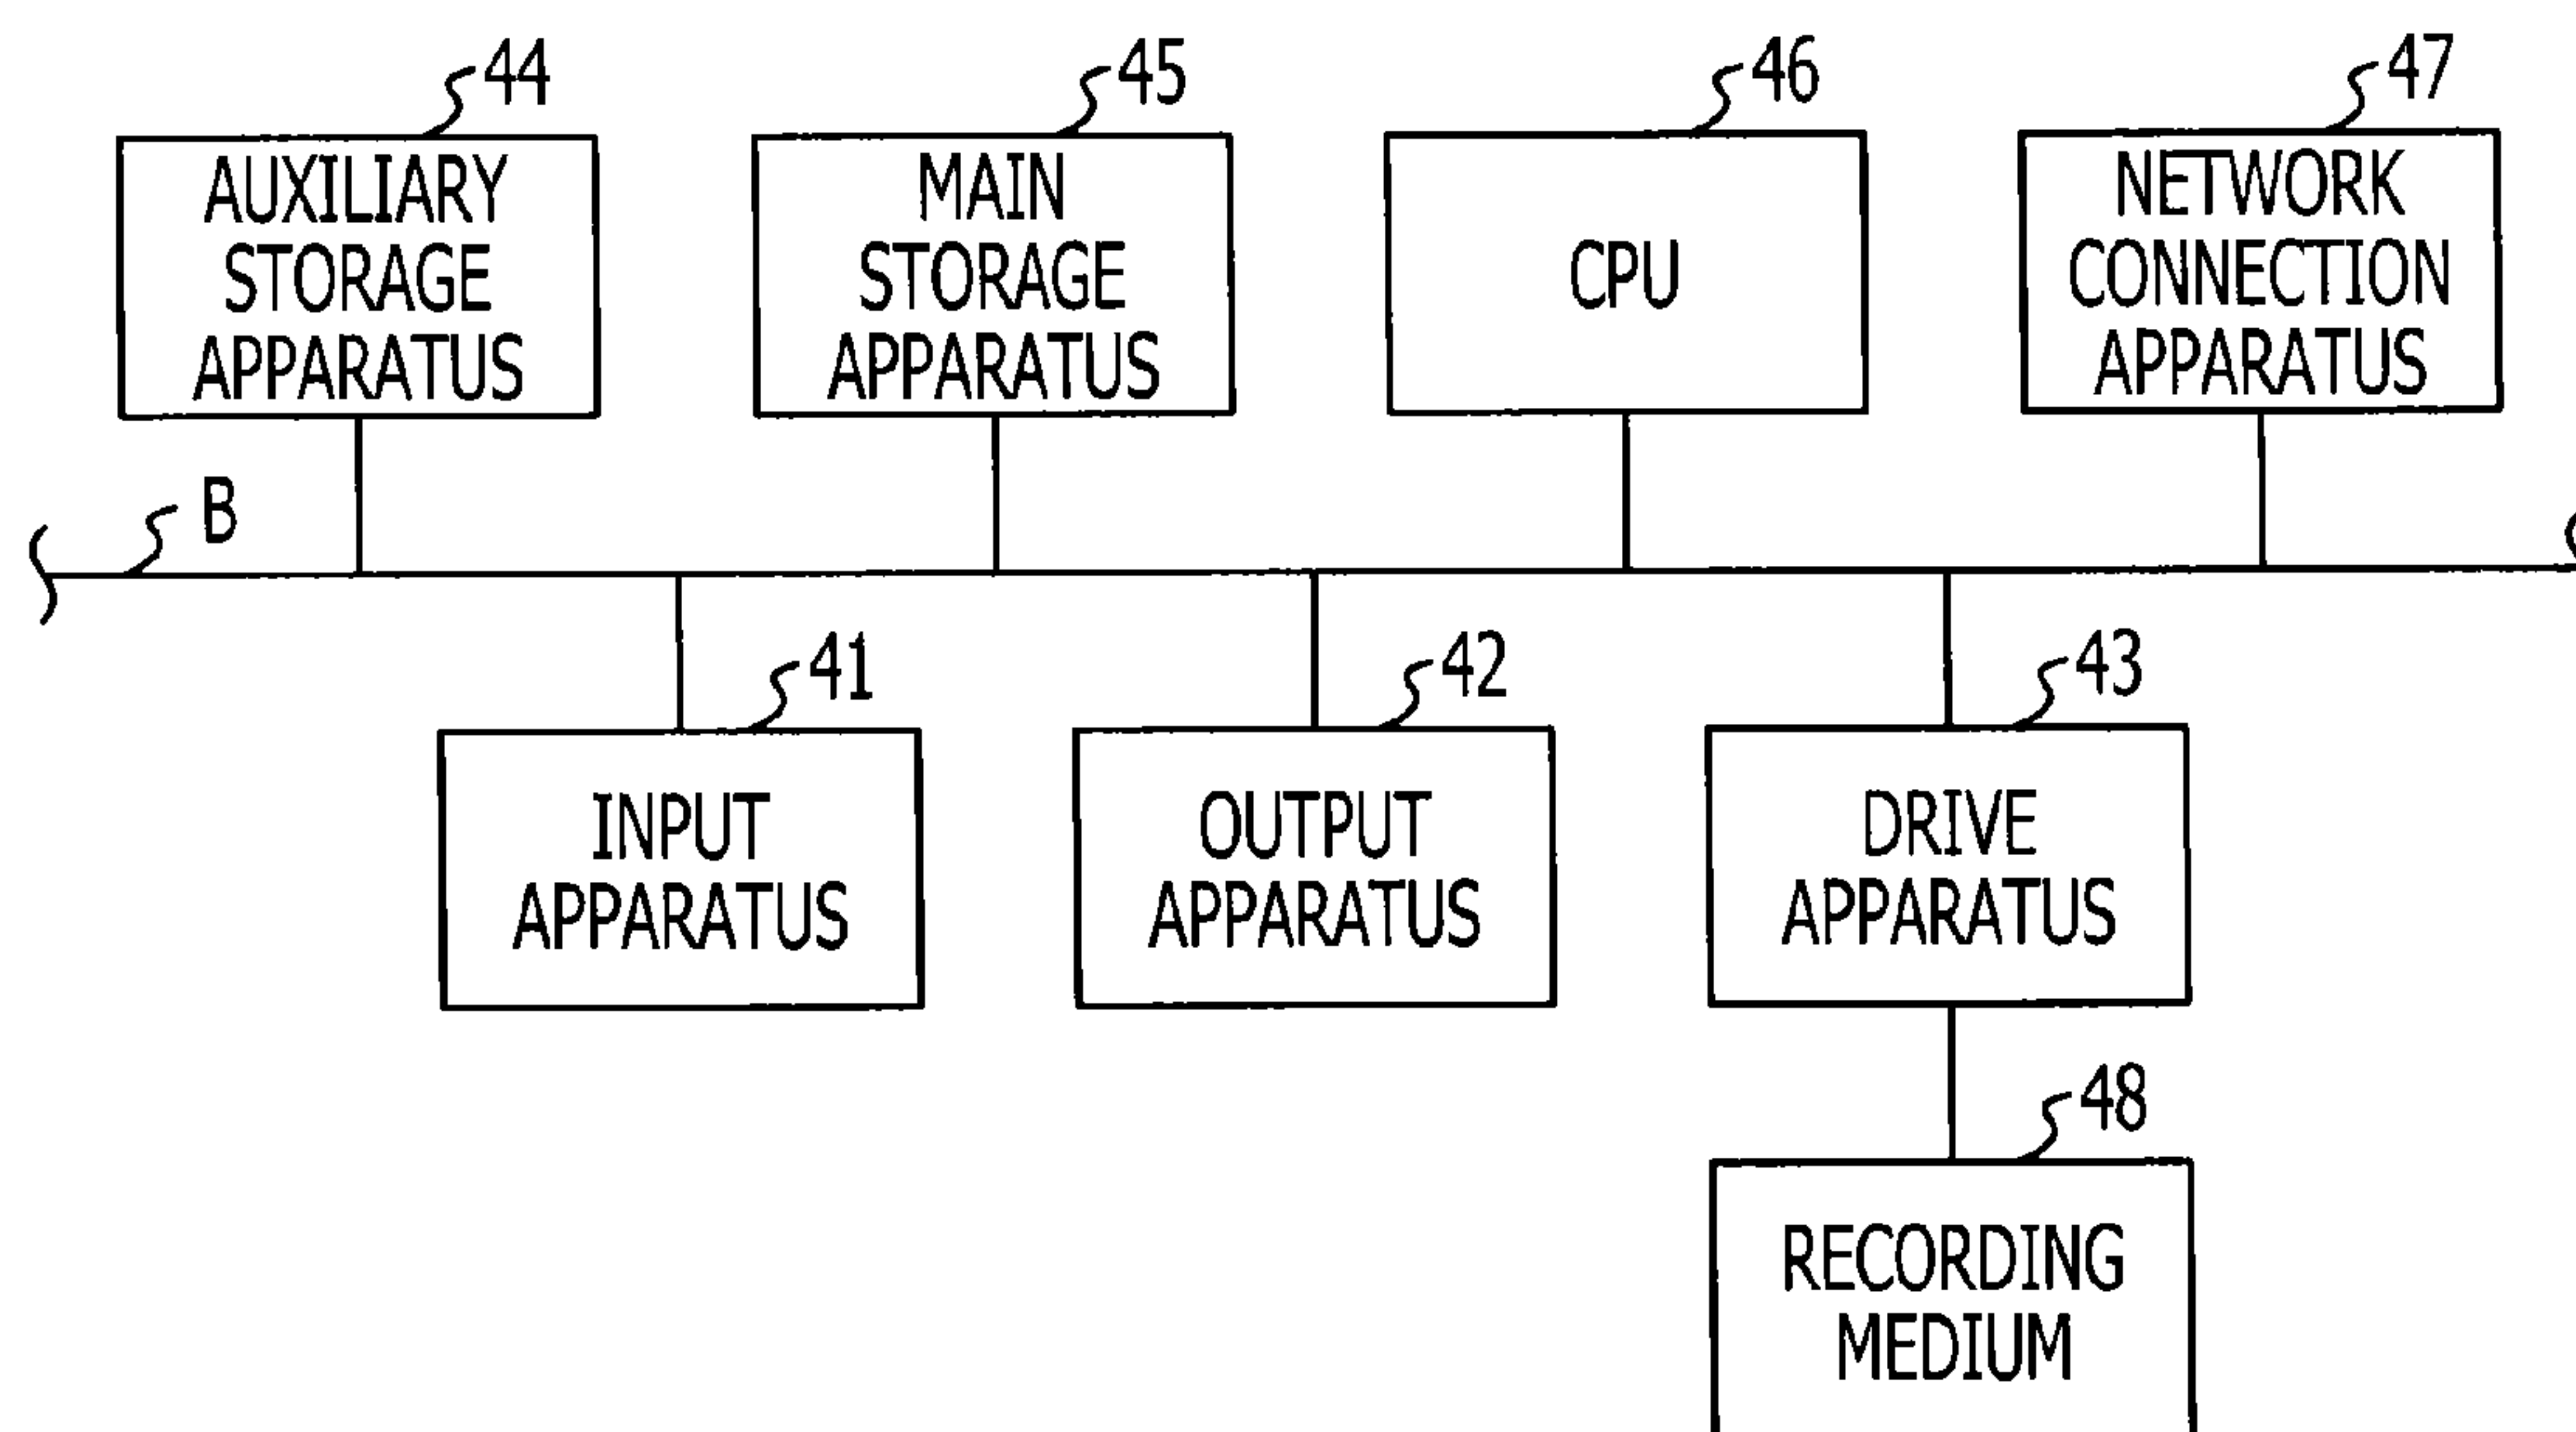 44
45
46
47
AUXILIARY
STORAGE
APPARATUS
MAIN
STORAGE
APPARATUS
CPU
NETWORK
CONNECTION
APPARATUS
B
41
42
43
INPUT
APPARATUS
OUTPUT
APPARATUS
DRIVE
APPARATUS
48
RECORDING
MEDIUM